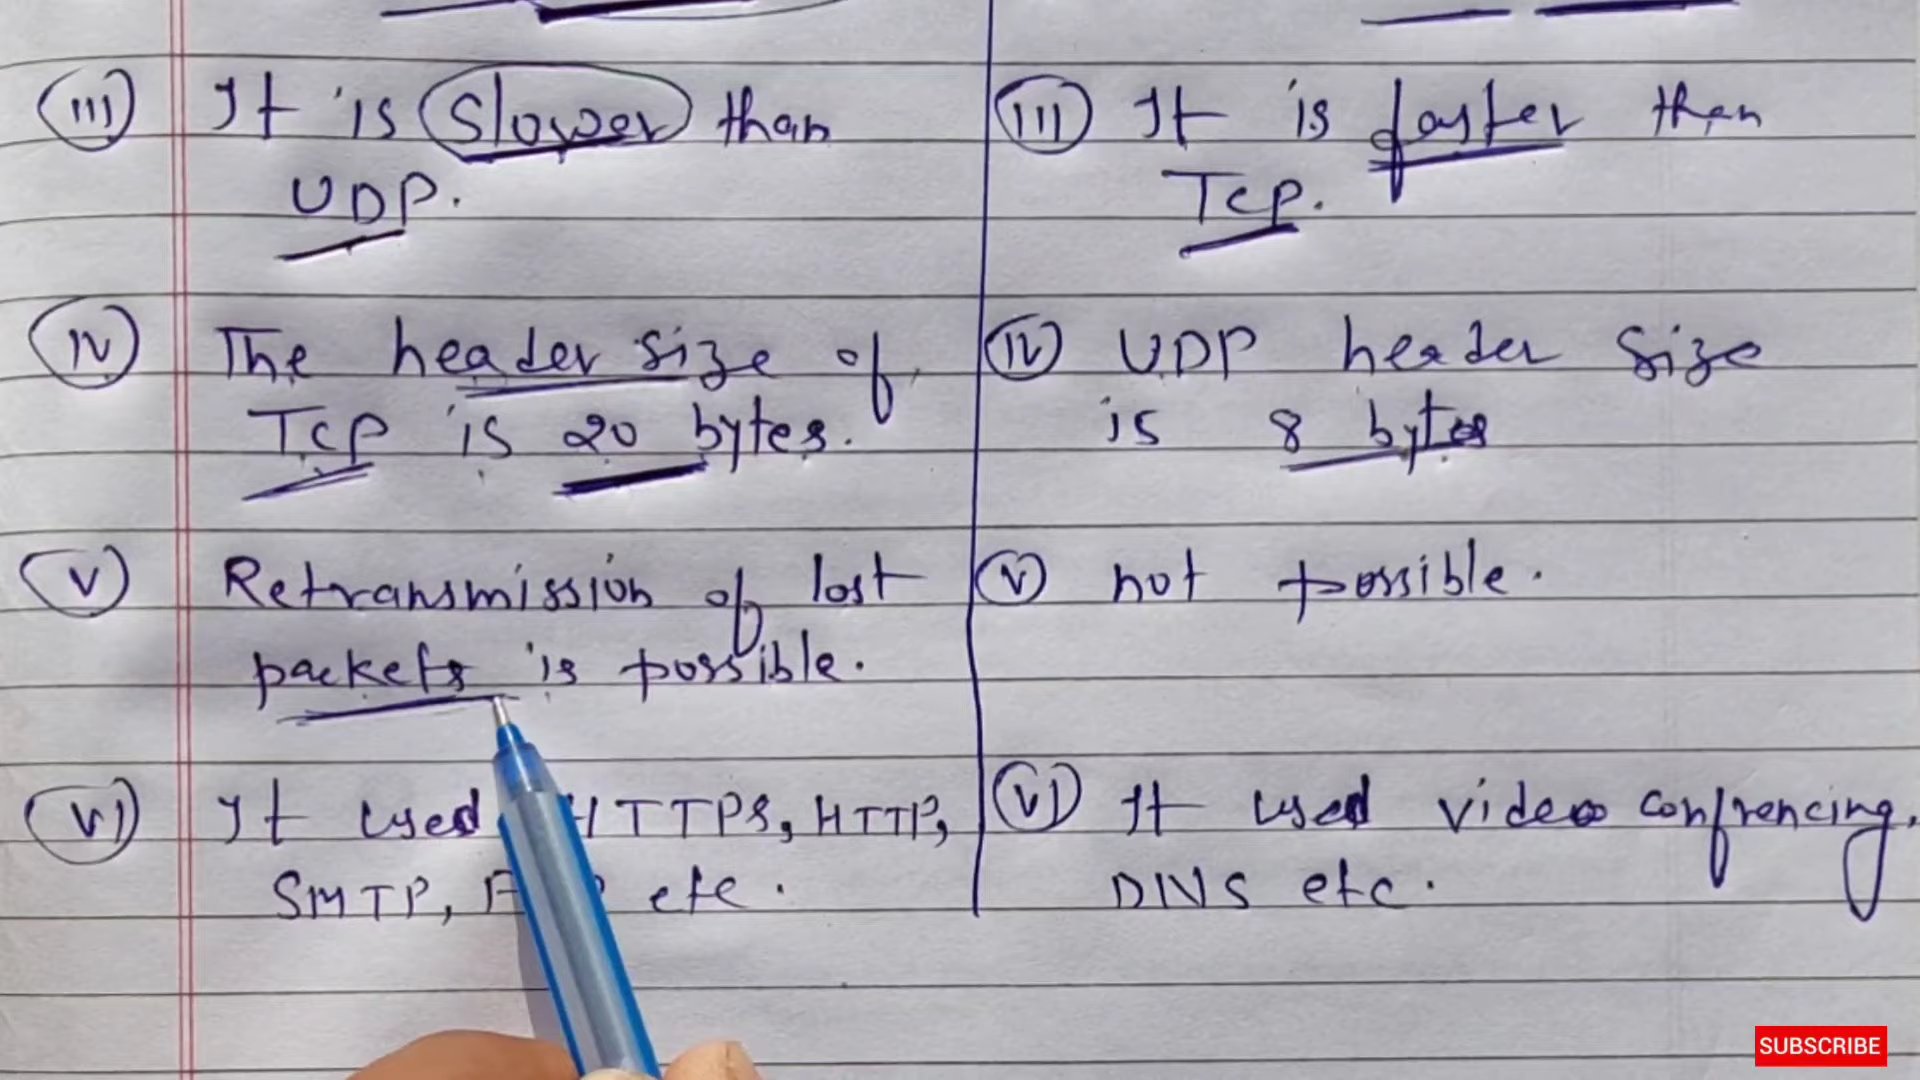 (III) It is slower than
UDP.
(IV) The header size of
TCP is 20 bytes.
(V) Retransmission of lost
packets is possible.
(VI) It used HTTPS, HTTP,
SMTP, etc.
(III) It is faster than
TCP.
(IV) UDP header size
is 8 bytes
(V) not possible.
(VI) It used video confrencing,
DNS etc.
SUBSCRIBE